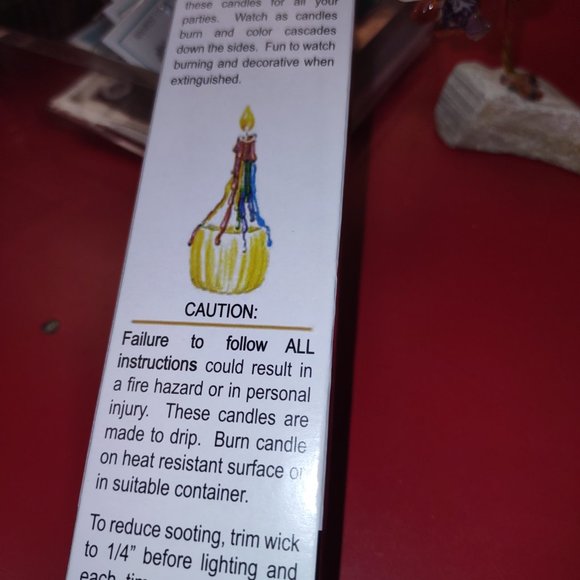 these candles for all your
parties. Watch as candles
burn and color cascades
down the sides. Fun to watch
burning and decorative when
extinguished.
CAUTION:
Failure to follow ALL
instructions could result in
a fire hazard or in personal
injury. These candles are
made to drip. Burn candle
on heat resistant surface or
in suitable container.
To reduce sooting, trim wick
to 1/4" before lighting and
each